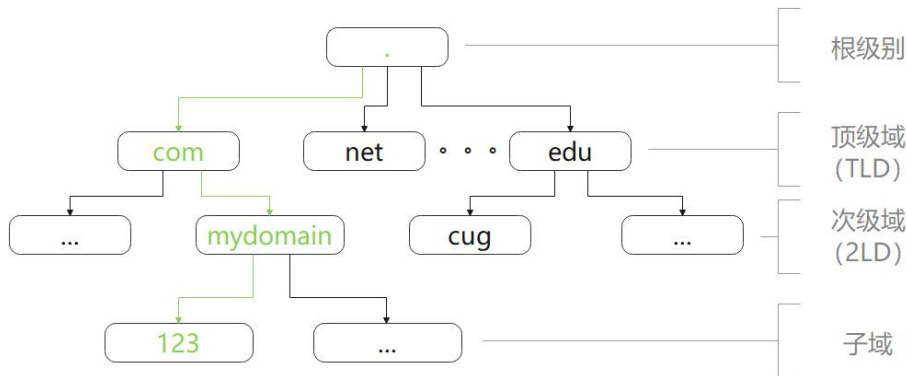 .
根级别
com
net
。。。
edu
顶级域
（TLD）
...
mydomain
cug
...
次级域
（2LD）
123
...
子域